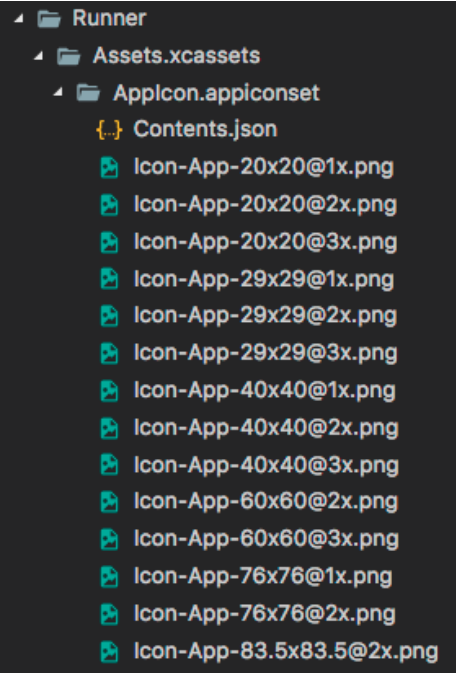 Runner
Assets.xcassets
AppIcon.appiconset
{..} Contents.json
Icon-App-20x20@1x.png
Icon-App-20x20@2x.png
Icon-App-20x20@3x.png
Icon-App-29x29@1x.png
Icon-App-29x29@2x.png
Icon-App-29x29@3x.png
Icon-App-40x40@1x.png
Icon-App-40x40@2x.png
Icon-App-40x40@3x.png
Icon-App-60x60@2x.png
Icon-App-60x60@3x.png
Icon-App-76x76@1x.png
Icon-App-76x76@2x.png
Icon-App-83.5x83.5@2x.png